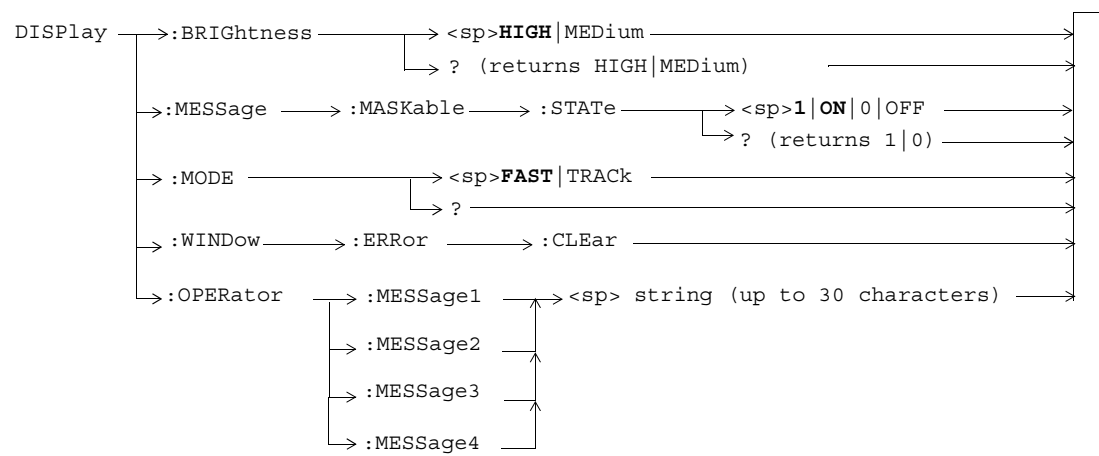 DISPlay :BRIGhtness <sp>HIGH|MEDium
? (returns HIGH|MEDium)
:MESSage :MASKable :STATe <sp>1|ON|0|OFF
? (returns 1|0)
:MODE <sp>FAST|TRACk
?
:WINDow :ERRor :CLEar
:OPERator :MESSage1 <sp> string (up to 30 characters)
:MESSage2
:MESSage3
:MESSage4